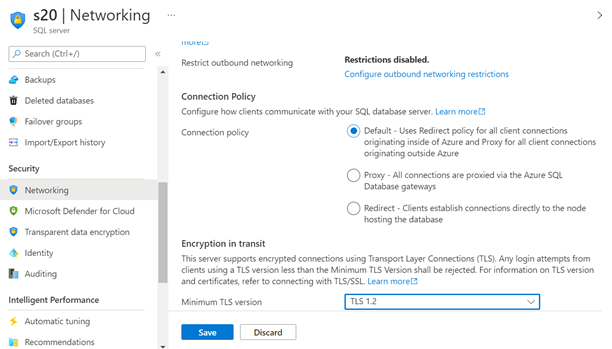 s20 | Networking ...
SQL server
Search (Ctrl+/)
«
Backups
Deleted databases
Failover groups
Import/Export history
Security
Networking
Microsoft Defender for Cloud
Transparent data encryption
Identity
Auditing
Intelligent Performance
Automatic tuning
Recommendations
more
Restrict outbound networking
Restrictions disabled.
Configure outbound networking restrictions
Connection Policy
Configure how clients communicate with your SQL database server. Learn more
Connection policy
Default - Uses Redirect policy for all client connections
originating inside of Azure and Proxy for all client connections
originating outside Azure
Proxy - All connections are proxied via the Azure SQL
Database gateways
Redirect - Clients establish connections directly to the node
hosting the database
Encryption in transit
This server supports encrypted connections using Transport Layer Connections (TLS). Any login attempts from
clients using a TLS version less than the Minimum TLS Version shall be rejected. For information on TLS version
and certificates, refer to connecting with TLS/SSL. Learn more
Minimum TLS version
TLS 1.2
Save
Discard